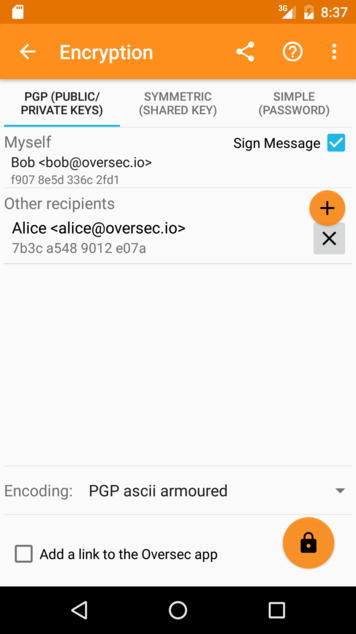 3G 8:37
Encryption
PGP (PUBLIC/
PRIVATE KEYS)
SYMMETRIC
(SHARED KEY)
SIMPLE
(PASSWORD)
Myself
Sign Message
Bob <bob@oversec.io>
f907 8e5d 336c 2fd1
Other recipients
Alice <alice@oversec.io>
7b3c a548 9012 e07a
Encoding: PGP ascii armoured
Add a link to the Oversec app